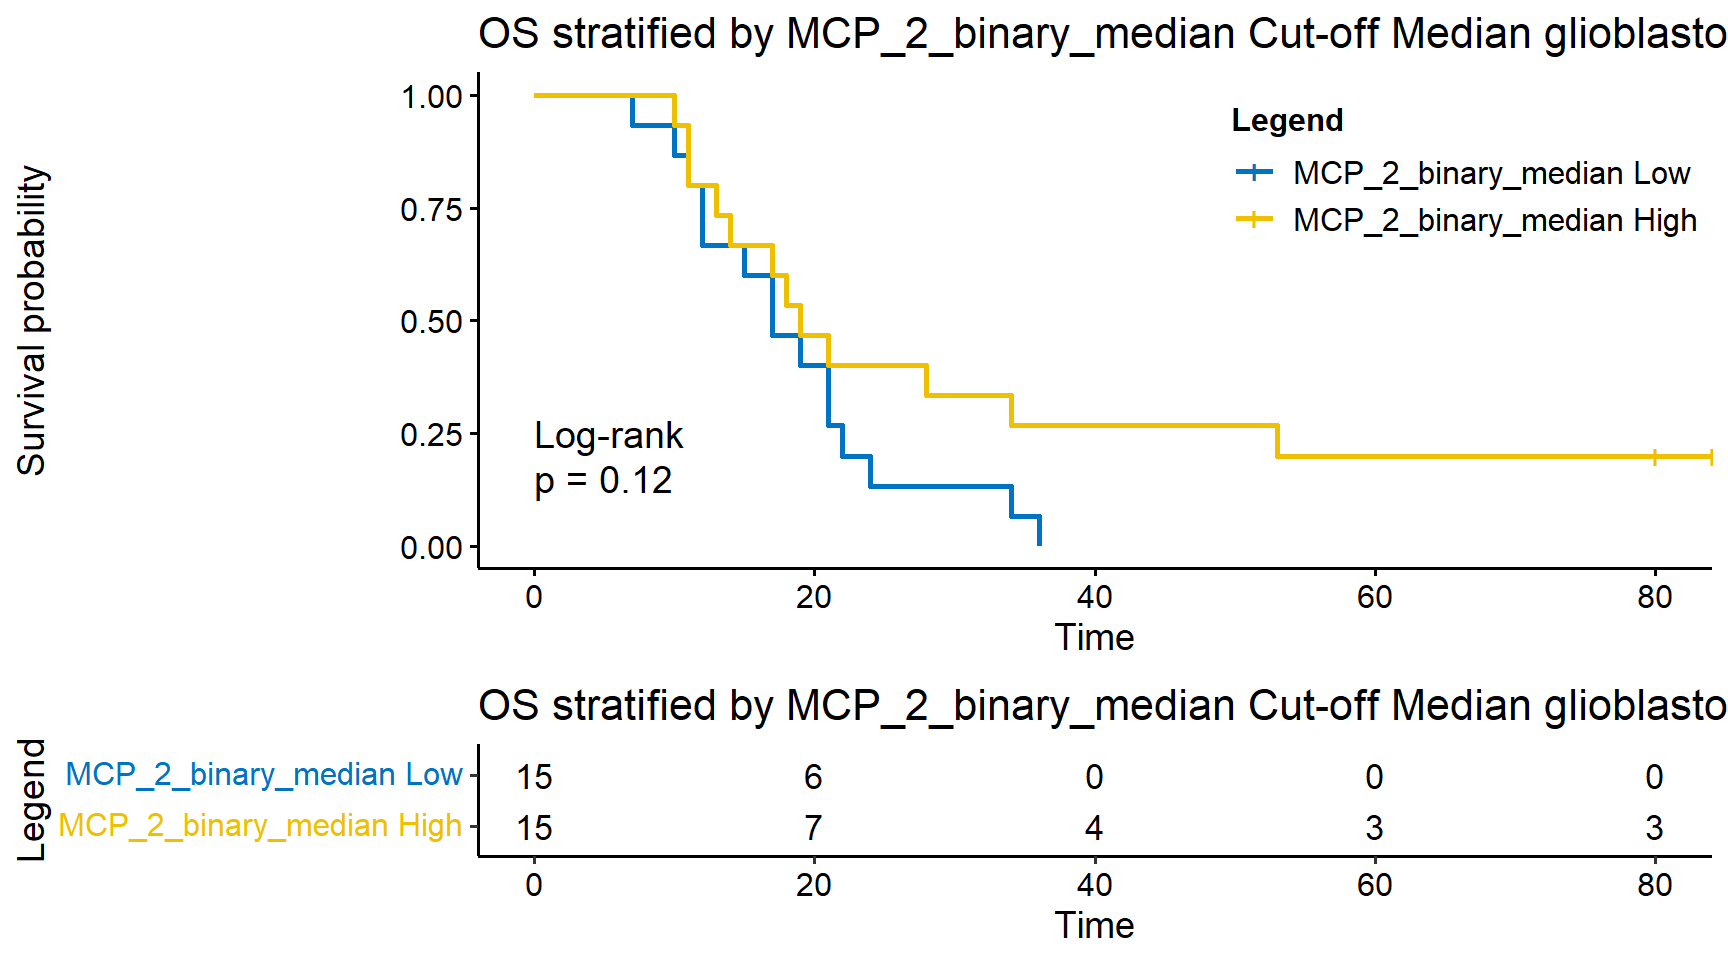 OS stratified by MCP_2_binary_median Cut-off Median glioblasto
Survival probability
1.00
0.75
0.50
0.25
0.00
Legend
MCP_2_binary_median Low
MCP_2_binary_median High
Log-rank
p = 0.12
0 20 40 60 80
Time
OS stratified by MCP_2_binary_median Cut-off Median glioblasto
Legend
MCP_2_binary_median Low 15 6 0 0 0
MCP_2_binary_median High 15 7 4 3 3
0 20 40 60 80
Time